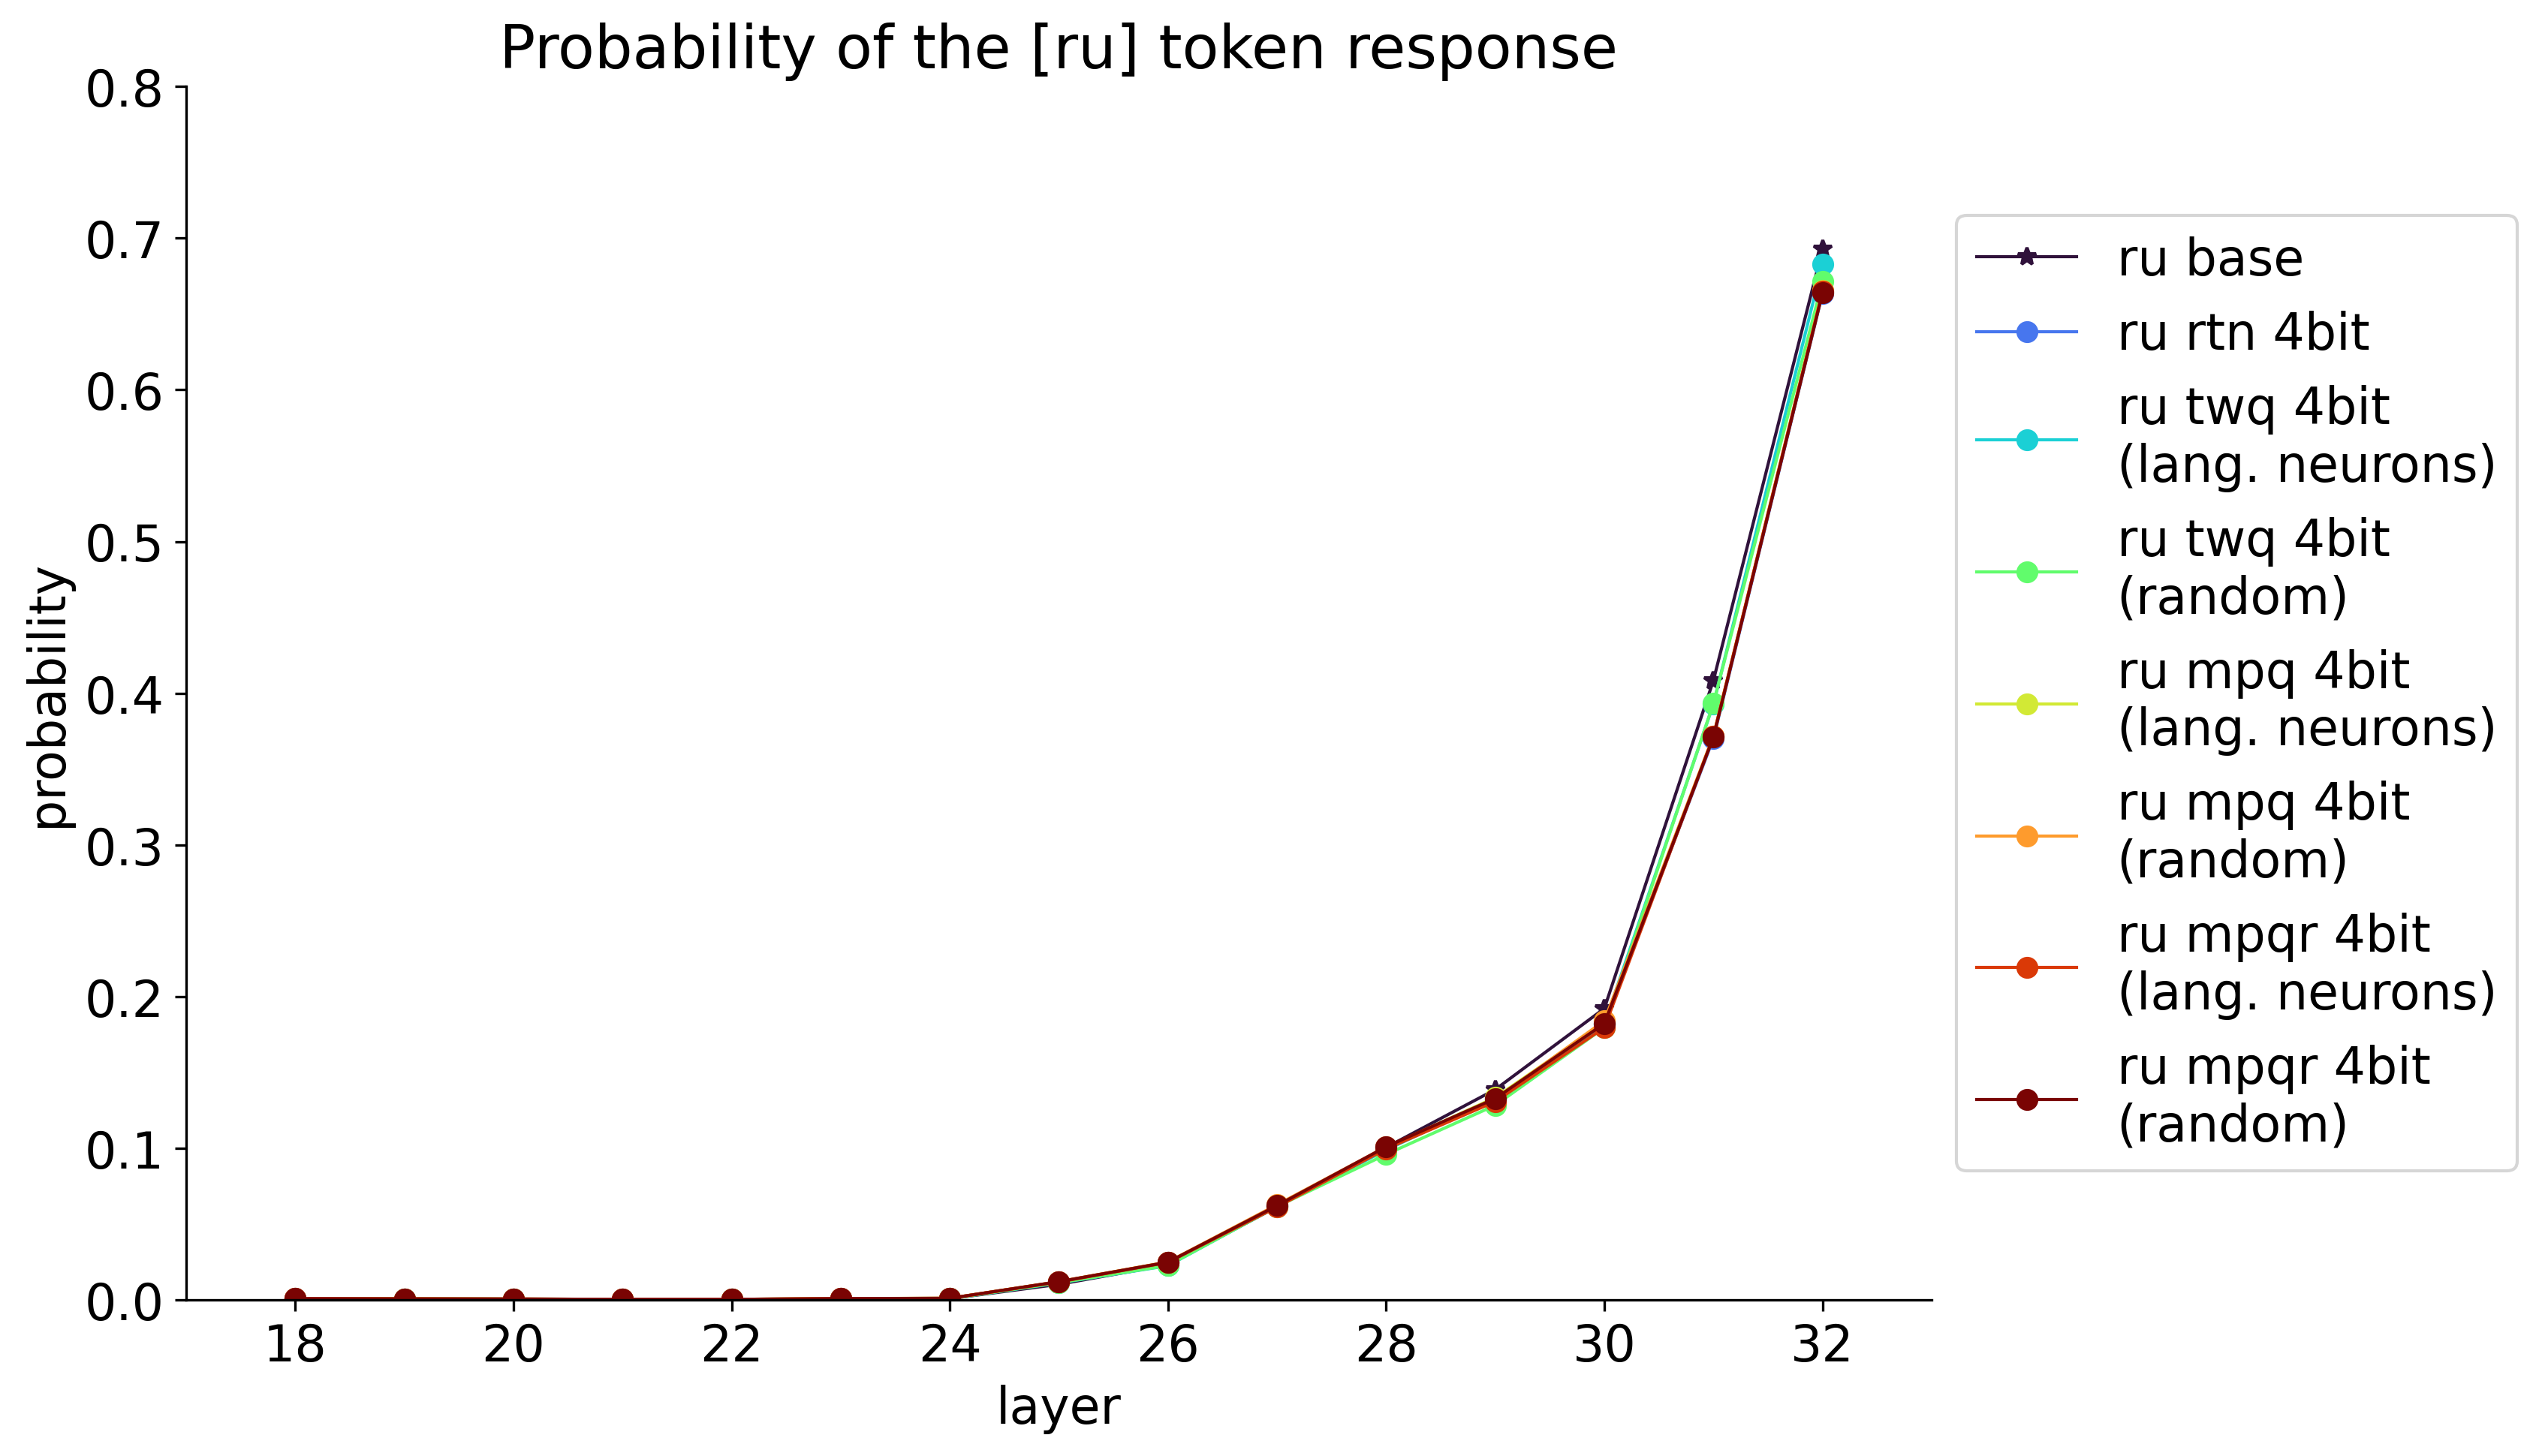 Probability of the [ru] token response
0.8
0.7
0.6
0.5
0.4
0.3
0.2
0.1
0.0
probability
18 20 22 24 26 28 30 32
layer
ru base
ru rtn 4bit
ru twq 4bit
(lang. neurons)
ru twq 4bit
(random)
ru mpq 4bit
(lang. neurons)
ru mpq 4bit
(random)
ru mpqr 4bit
(lang. neurons)
ru mpqr 4bit
(random)